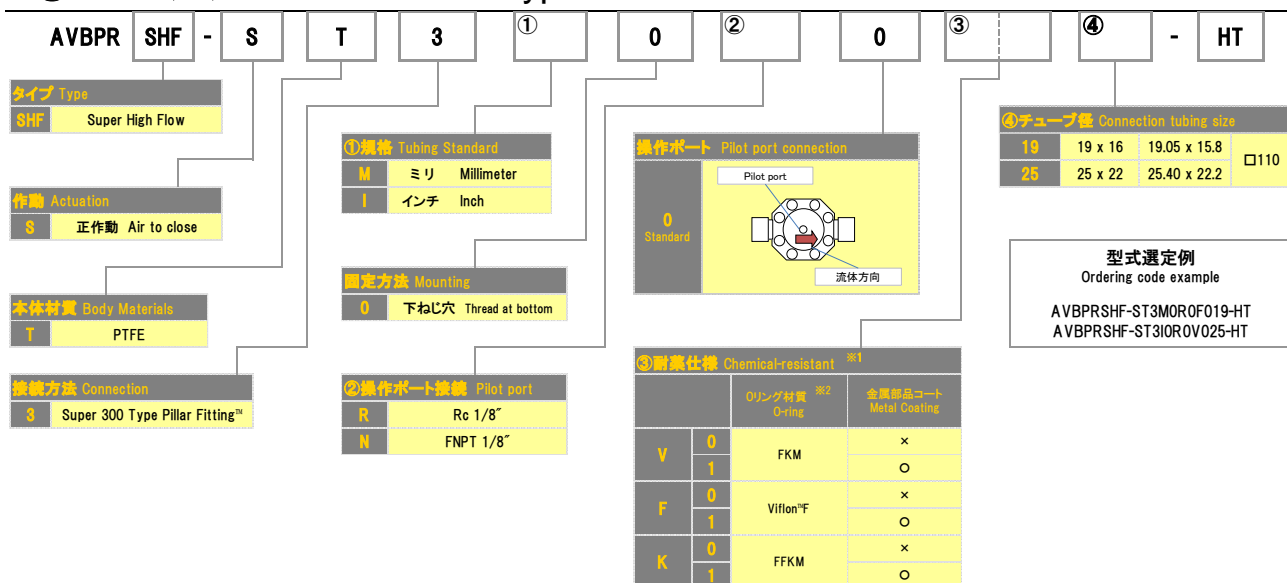 ype
AVBPR SHF - S T 3 ① 0 ② 0 ③ ④ - HT
タイプ Type
SHF Super High Flow
作動 Actuation
S 正作動 Air to close
本体材質 Body Materials
T PTFE
接続方法 Connection
3 Super 300 Type Pillar Fitting™
①規格 Tubing Standard
M ミリ Millimeter
I インチ Inch
固定方法 Mounting
0 下ねじ穴 Thread at bottom
②操作ポート接続 Pilot port
R Rc 1/8″
N FNPT 1/8″
操作ポート Pilot port connection
0
Standard
Pilot port
流体方向
③耐薬仕様 Chemical-resistant ※1
Oリング材質 ※2
O-ring
金属部品コート
Metal Coating
V 0 FKM ×
1 ○
F 0 Viflon™F ×
1 ○
K 0 FFKM ×
1 ○
④チューブ径 Connection tubing size
19 19 x 16 19.05 x 15.8 □110
25 25 x 22 25.40 x 22.2
型式選定例
Ordering code example
AVBPRSHF-ST3M0R0F019-HT
AVBPRSHF-ST3I0R0V025-HT